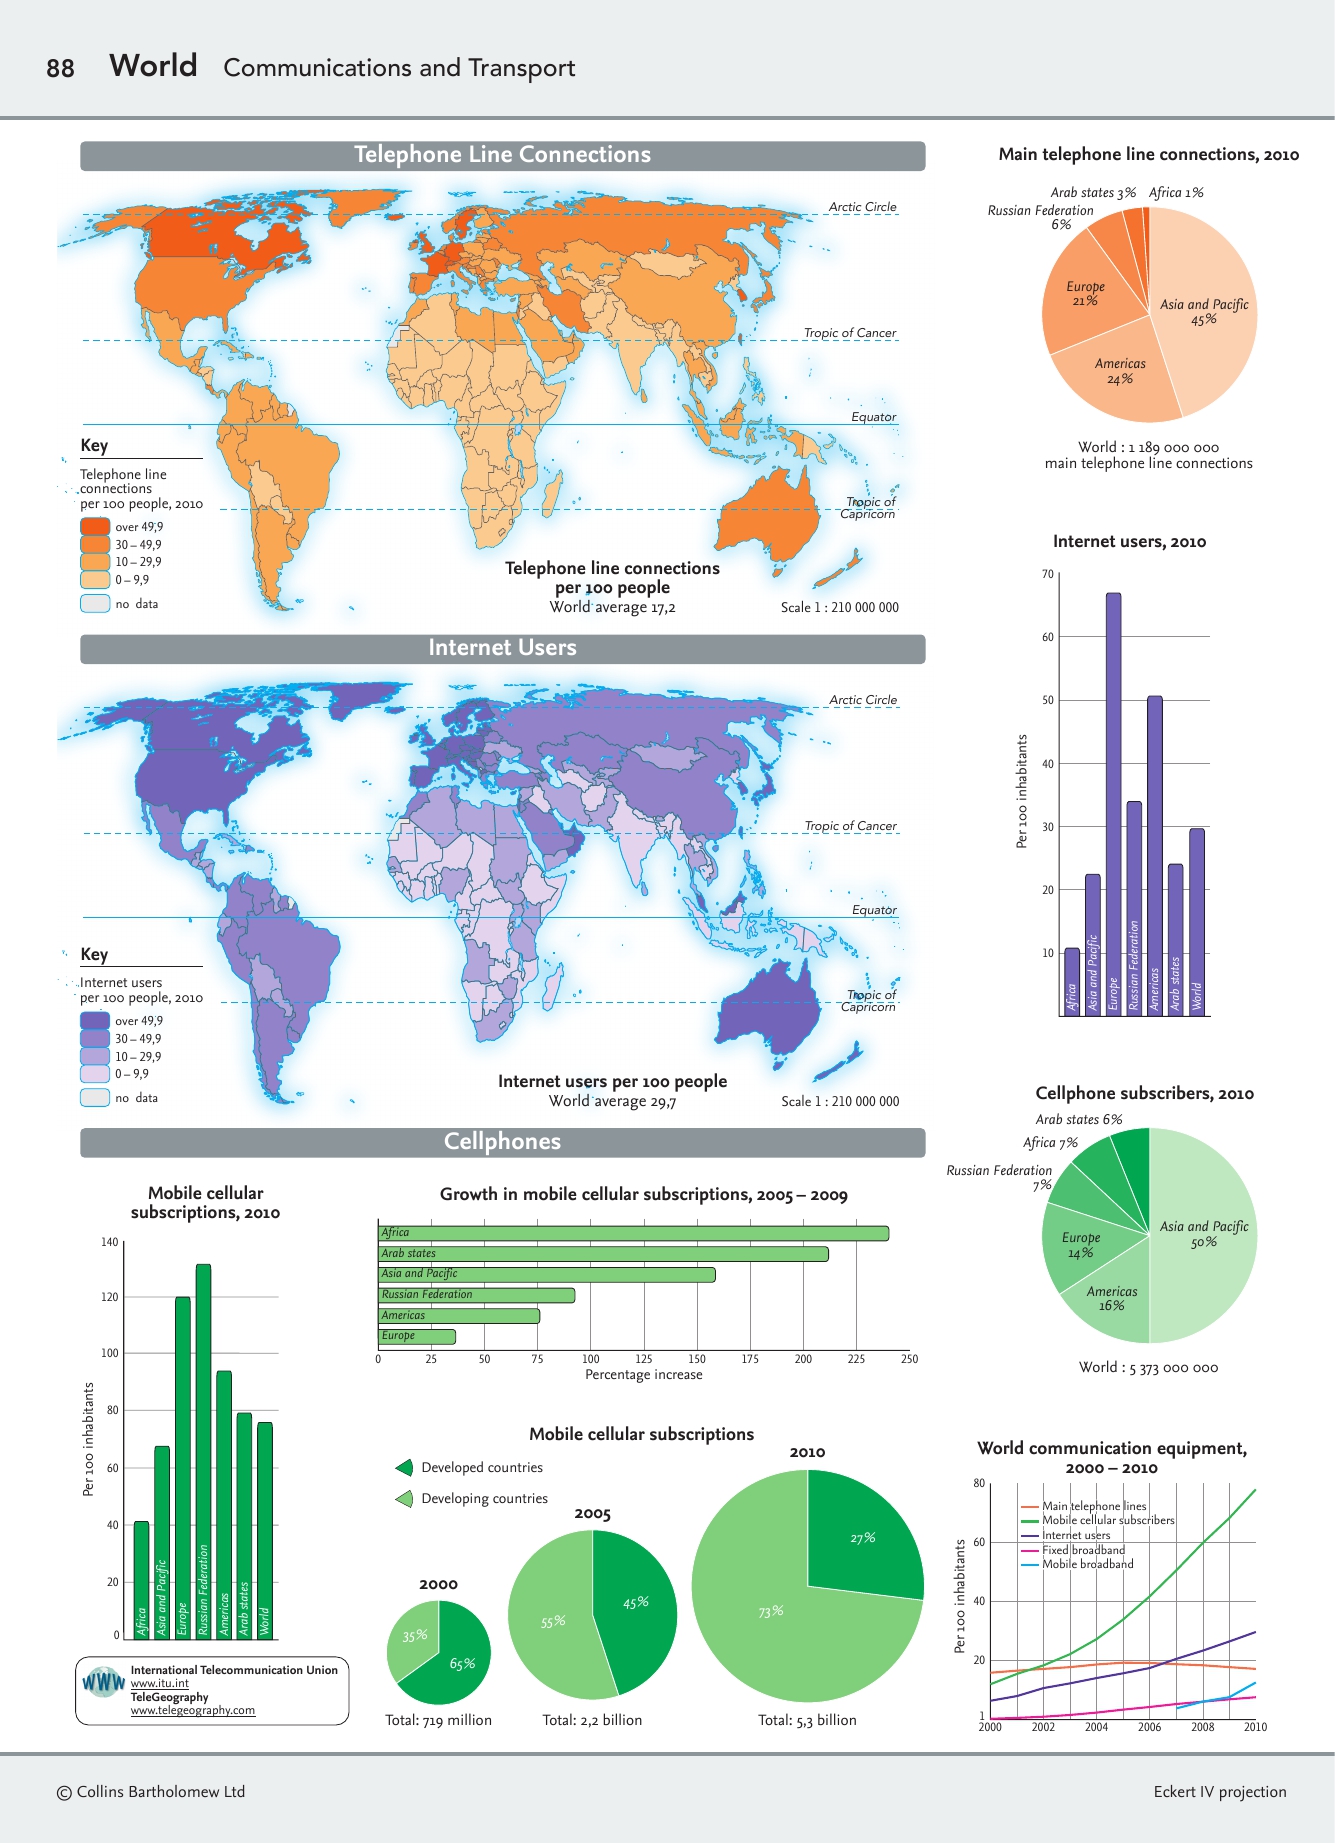 88 World Communications and Transport
Telephone Line Connections
Arctic Circle
Tropic of Cancer
Equator
Tropic of
Capricorn
Key
Telephone line
connections
per 100 people, 2010
over 49,9
30 – 49,9
10 – 29,9
0 – 9,9
no data
Telephone line connections
per 100 people
World average 17,2
Scale 1 : 210 000 000
Main telephone line connections, 2010
Arab states 3% Africa 1%
Russian Federation
6%
Europe
21%
Asia and Pacific
45%
Americas
24%
World : 1 189 000 000
main telephone line connections
Internet Users
Arctic Circle
Tropic of Cancer
Equator
Tropic of
Capricorn
Key
Internet users
per 100 people, 2010
over 49,9
30 – 49,9
10 – 29,9
0 – 9,9
no data
Internet users per 100 people
World average 29,7
Scale 1 : 210 000 000
Internet users, 2010
70
60
50
40
30
20
10
Per 100 inhabitants
Africa
Asia and Pacific
Europe
Russian Federation
Americas
Arab states
World
Cellphones
Mobile cellular
subscriptions, 2010
140
120
100
80
60
40
20
0
Per 100 inhabitants
Africa
Asia and Pacific
Europe
Russian Federation
Americas
Arab states
World
Growth in mobile cellular subscriptions, 2005 – 2009
Africa
Arab states
Asia and Pacific
Russian Federation
Americas
Europe
0 25 50 75 100 125 150 175 200 225 250
Percentage increase
Cellphone subscribers, 2010
Arab states 6%
Africa 7%
Russian Federation
7%
Asia and Pacific
50%
Europe
14%
Americas
16%
World : 5 373 000 000
Mobile cellular subscriptions
Developed countries
Developing countries
2000
35%
65%
Total: 719 million
2005
55%
45%
Total: 2,2 billion
2010
27%
73%
Total: 5,3 billion
World communication equipment,
2000 – 2010
80
60
40
20
1
Per 100 inhabitants
Main telephone lines
Mobile cellular subscribers
Internet users
Fixed broadband
Mobile broadband
2000 2002 2004 2006 2008 2010
WWW
International Telecommunication Union
www.itu.int
TeleGeography
www.telegeography.com
© Collins Bartholomew Ltd
Eckert IV projection